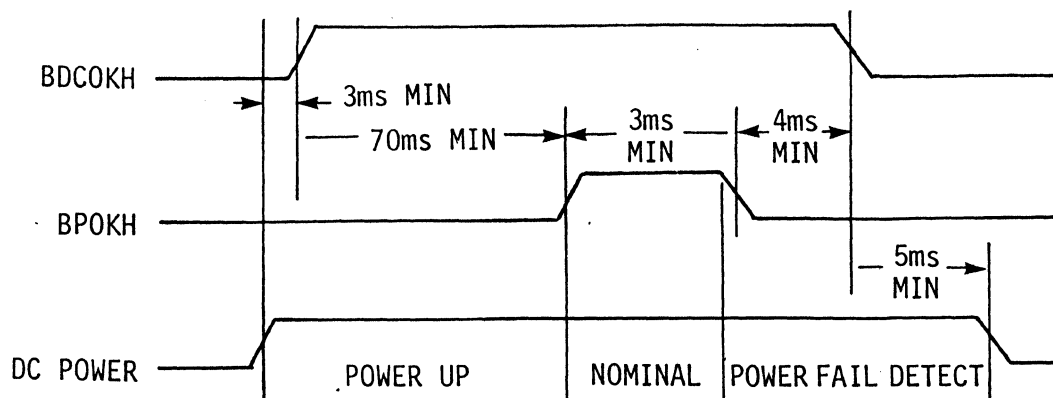 BDCOKH
3ms MIN
70ms MIN
3ms
MIN
4ms
MIN
BPOKH
5ms
MIN
DC POWER
POWER UP
NOMINAL
POWER FAIL DETECT